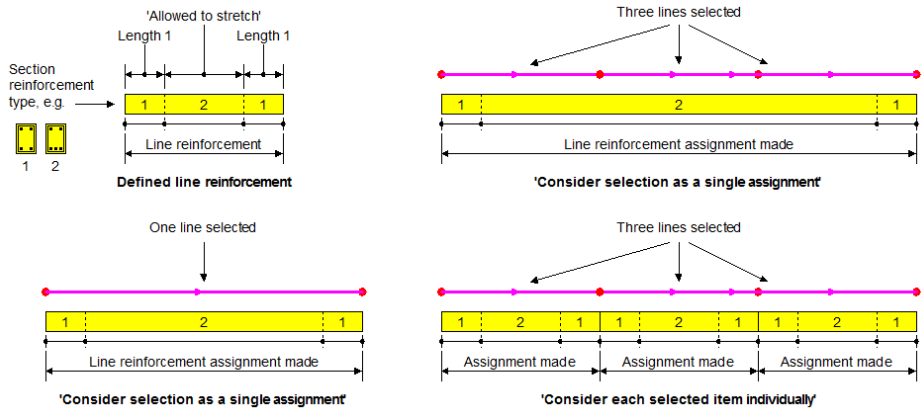 'Allowed to stretch'
Length 1
Length 1
Section
reinforcement
type, e.g.
1 2 1
1 2
Line reinforcement
Defined line reinforcement
Three lines selected
1 2 1
Line reinforcement assignment made
'Consider selection as a single assignment'
One line selected
1 2 1
Line reinforcement assignment made
'Consider selection as a single assignment'
Three lines selected
1 2 1 1 2 1 1 2 1
Assignment made Assignment made Assignment made
'Consider each selected item individually'